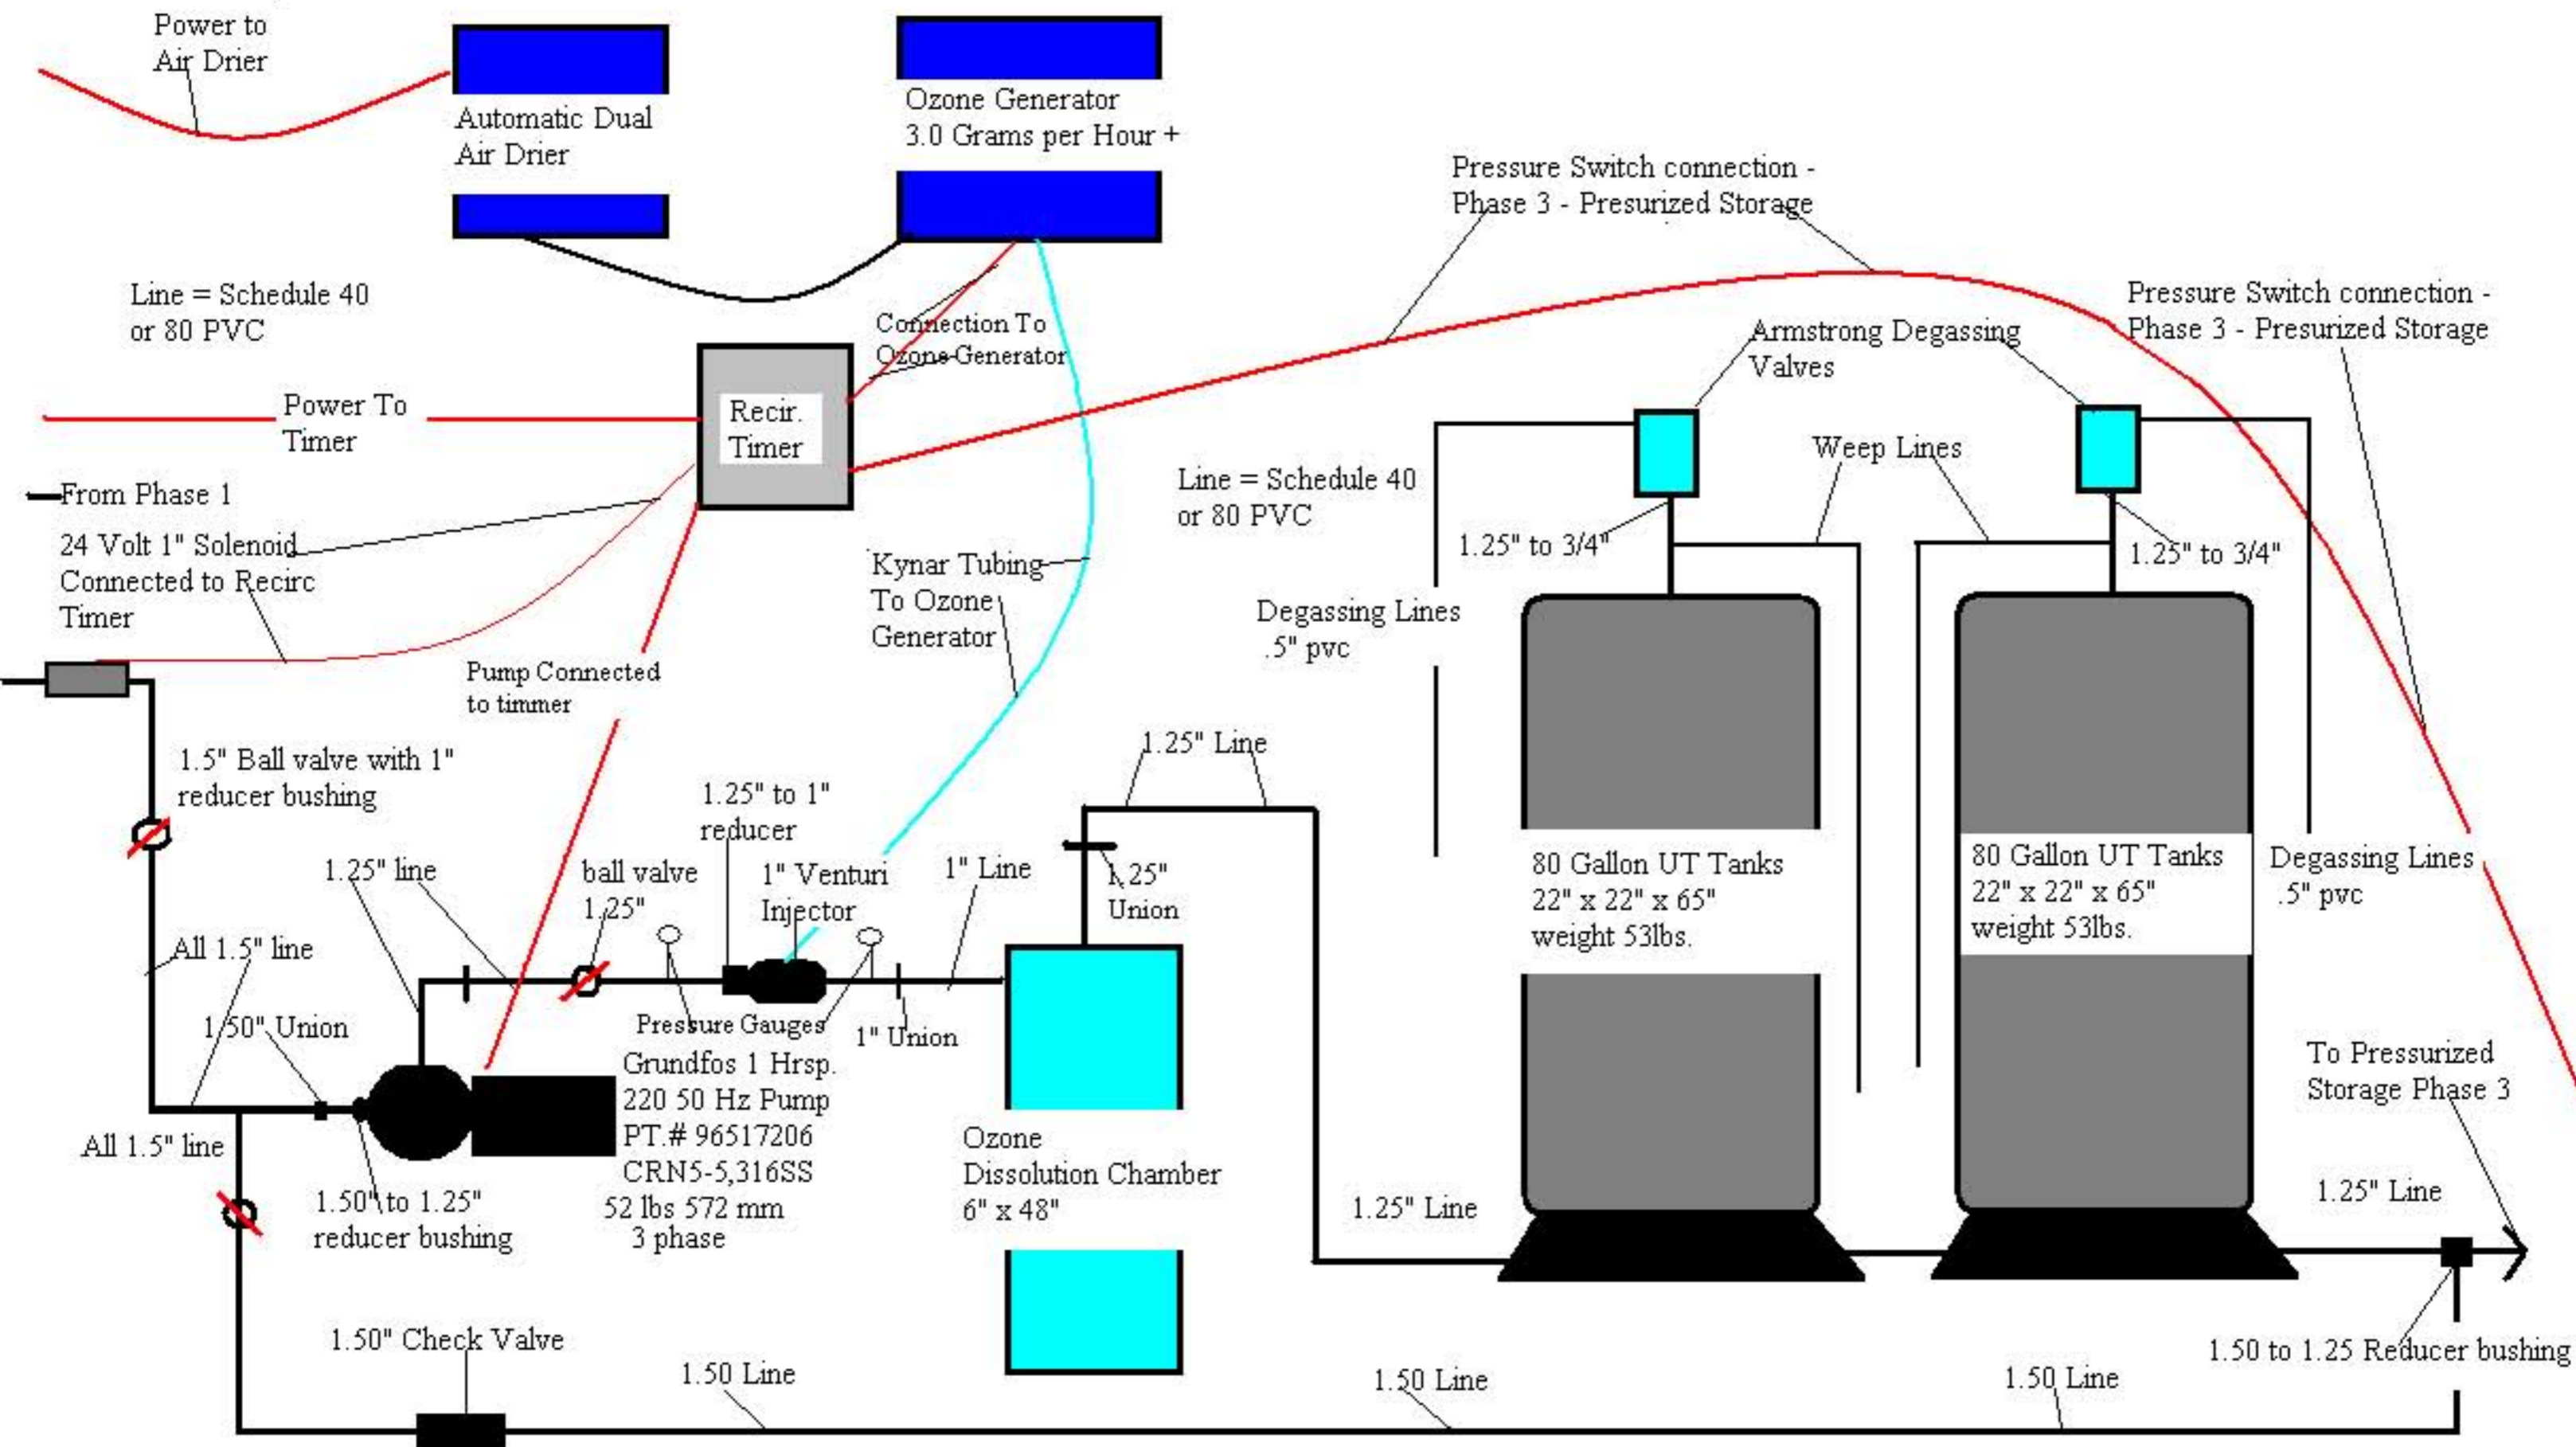 Power to
Air Drier
Automatic Dual
Air Drier
Ozone Generator
3.0 Grams per Hour +
Pressure Switch connection -
Phase 3 - Presurized Storage
Line = Schedule 40
or 80 PVC
Connection To
Ozone Generator
Pressure Switch connection -
Phase 3 - Presurized Storage
Armstrong Degassing
Valves
Power To
Timer
Recir.
Timer
Weep Lines
From Phase 1
Line = Schedule 40
or 80 PVC
24 Volt 1" Solenoid
Connected to Recirc
Timer
1.25" to 3/4"
1.25" to 3/4"
Kynar Tubing
To Ozone
Generator
Degassing Lines
.5" pvc
Pump Connected
to timmer
1.5" Ball valve with 1"
reducer bushing
1.25" to 1"
reducer
1.25" Line
1.25" line
ball valve
1.25"
1" Venturi
Injector
1" Line
1.25"
Union
80 Gallon UT Tanks
22" x 22" x 65"
weight 53lbs.
80 Gallon UT Tanks
22" x 22" x 65"
weight 53lbs.
Degassing Lines
.5" pvc
All 1.5" line
1.50" Union
Pressure Gauges
1" Union
Grundfos 1 Hrsp.
220 50 Hz Pump
PT.# 96517206
CRN5-5,316SS
52 lbs 572 mm
3 phase
To Pressurized
Storage Phase 3
All 1.5" line
Ozone
Dissolution Chamber
6" x 48"
1.50" to 1.25"
reducer bushing
1.25" Line
1.25" Line
1.50" Check Valve
1.50 Line
1.50 Line
1.50 Line
1.50 to 1.25 Reducer bushing